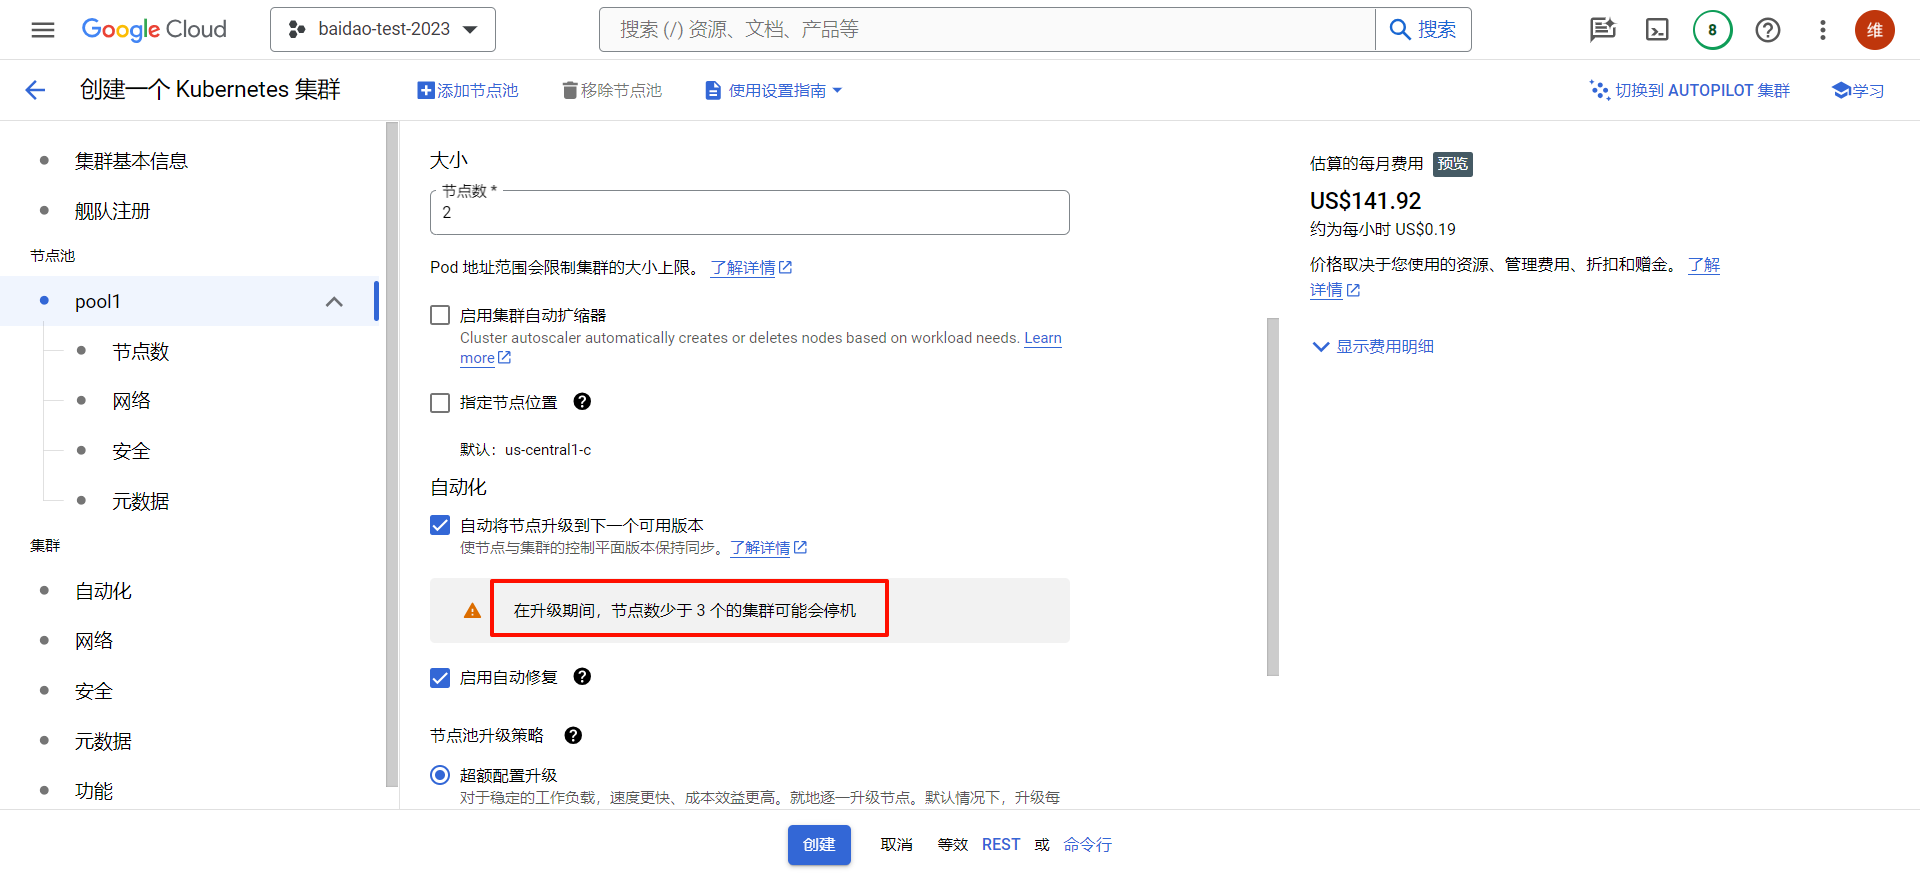 Google Cloud
baidao-test-2023
搜索 (/) 资源、文档、产品等
搜索
8
维
创建一个 Kubernetes 集群
添加节点池
移除节点池
使用设置指南
切换到 AUTOPILOT 集群
学习
集群基本信息
舰队注册
节点池
pool1
节点数
网络
安全
元数据
集群
自动化
网络
安全
元数据
功能
大小
节点数 *
2
Pod 地址范围会限制集群的大小上限。 了解详情
启用集群自动扩缩器
Cluster autoscaler automatically creates or deletes nodes based on workload needs. Learn
more
指定节点位置
默认：us-central1-c
自动化
自动将节点升级到下一个可用版本
使节点与集群的控制平面版本保持同步。 了解详情
在升级期间，节点数少于 3 个的集群可能会停机
启用自动修复
节点池升级策略
超额配置升级
对于稳定的工作负载，速度更快、成本效益更高。就地逐一升级节点。默认情况下，升级每
估算的每月费用 预览
US$141.92
约为每小时 US$0.19
价格取决于您使用的资源、管理费用、折扣和赠金。 了解
详情
显示费用明细
创建
取消
等效 REST 或 命令行